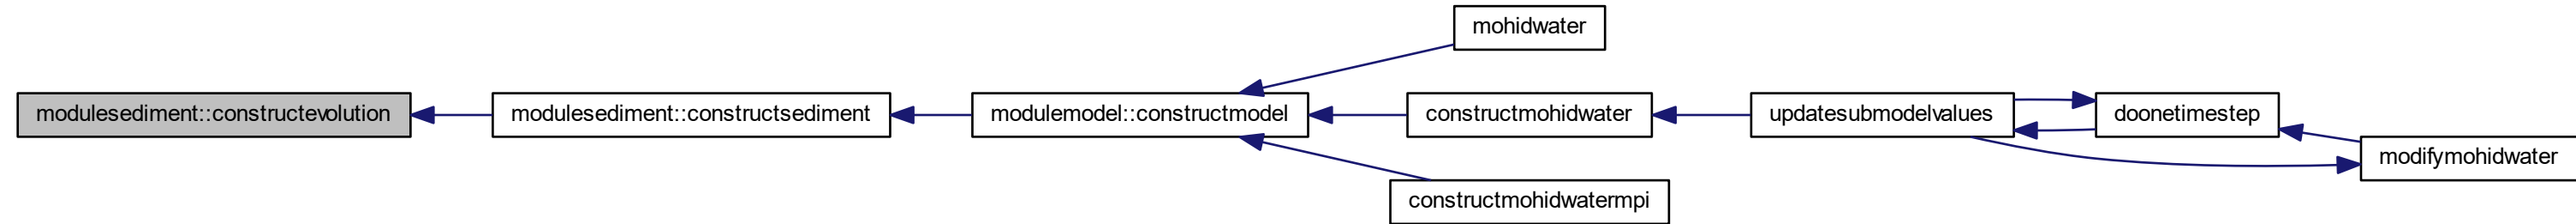 mohidwater
modulesediment::constructevolution
modulesediment::constructsediment
modulemodel::constructmodel
constructmohidwater
updatesubmodelvalues
doonetimestep
modifymohidwater
constructmohidwatermpi